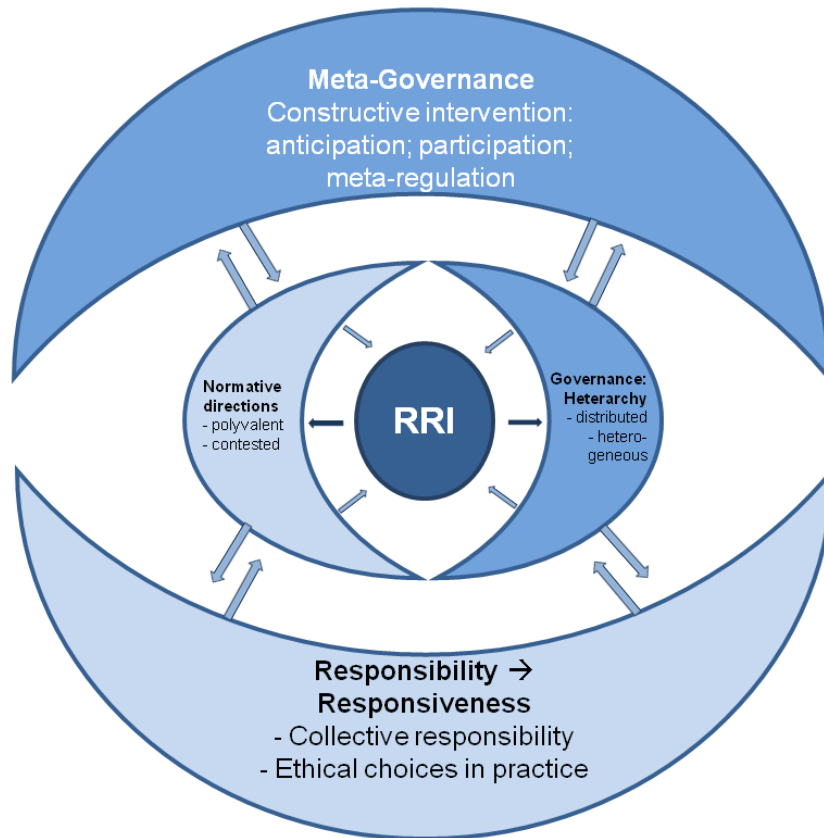 Meta-Governance
Constructive intervention:
anticipation; participation;
meta-regulation
Normative
directions
- polyvalent
- contested
RRI
Governance:
Heterarchy
- distributed
- hetero-
geneous
Responsibility →
Responsiveness
- Collective responsibility
- Ethical choices in practice